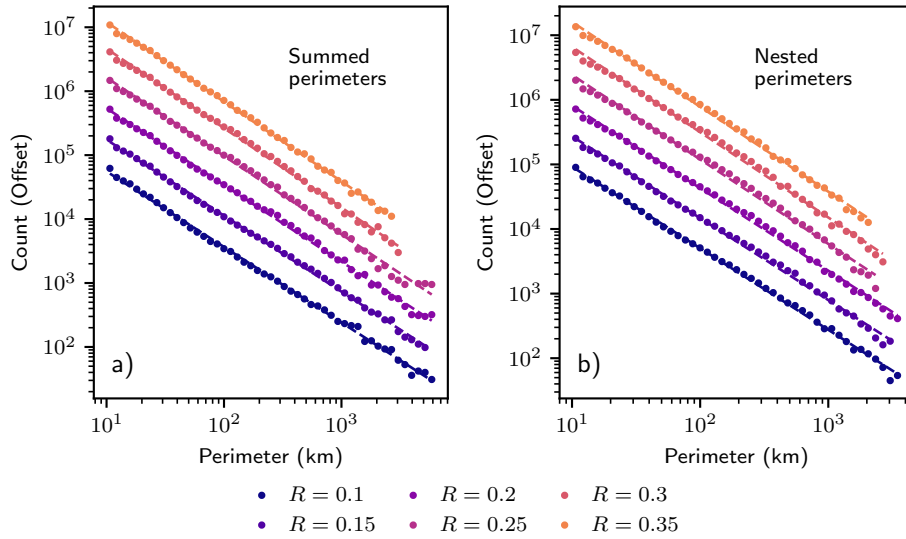 Summed
perimeters
Count (Offset)
10^7
10^6
10^5
10^4
10^3
10^2
a)
10^1 10^2 10^3
Perimeter (km)
Nested
perimeters
Count (Offset)
10^7
10^6
10^5
10^4
10^3
10^2
b)
10^1 10^2 10^3
Perimeter (km)
R = 0.1 R = 0.2 R = 0.3
R = 0.15 R = 0.25 R = 0.35